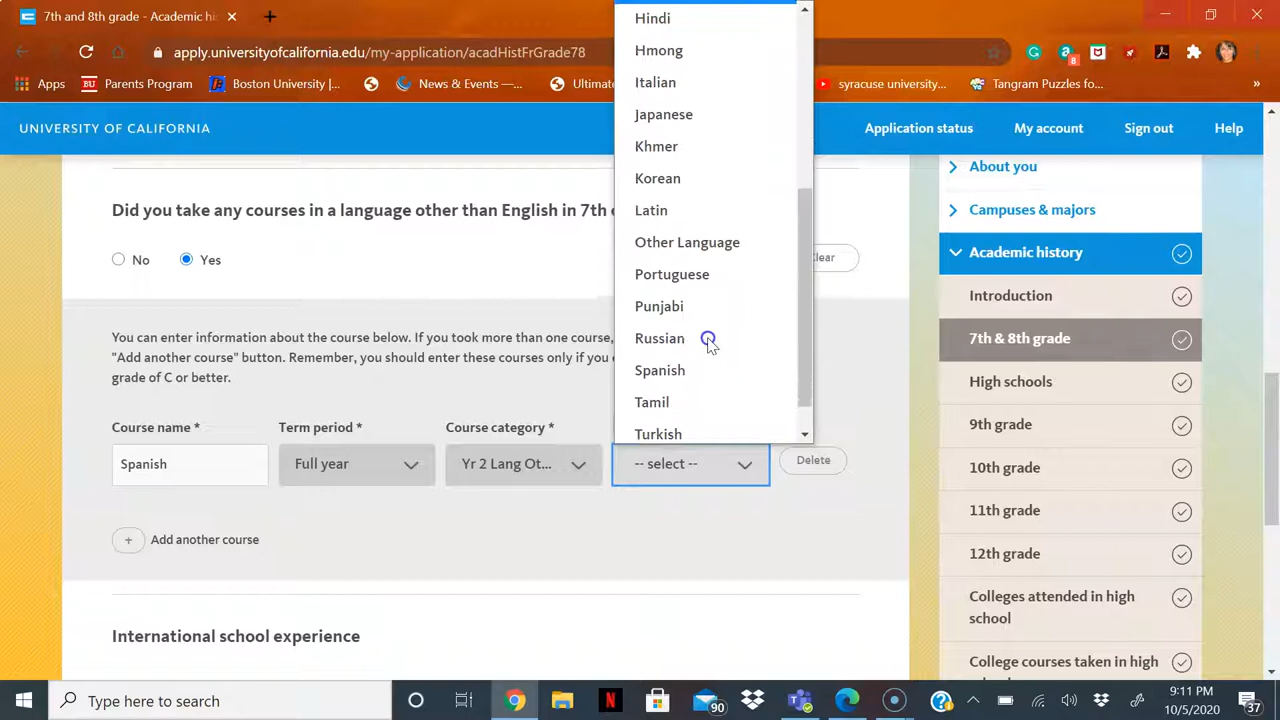 7th and 8th grade - Academic his
apply.universityofcalifornia.edu/my-application/acadHistFrGrade78
8
Apps
BU
Parents Program
Boston University |
News & Events—...
Ultimate
syracuse university...
Tangram Puzzles fo...
»
UNIVERSITY OF CALIFORNIA
Application status
My account
Sign out
Help
Hindi
Hmong
Italian
Japanese
Khmer
Korean
Latin
Other Language
Portuguese
Punjabi
Russian
Spanish
Tamil
Turkish
Did you take any courses in a language other than English in 7th o
No
Yes
Clear
You can enter information about the course below. If you took more than one course,
"Add another course" button. Remember, you should enter these courses only if you
grade of C or better.
Course name *
Term period *
Course category *
Spanish
Full year
Yr 2 Lang Ot...
-- select --
Delete
+ Add another course
International school experience
About you
Campuses & majors
Academic history
Introduction
7th & 8th grade
High schools
9th grade
10th grade
11th grade
12th grade
Colleges attended in high
school
College courses taken in high
Type here to search
N
90
9:11 PM
10/5/2020
37